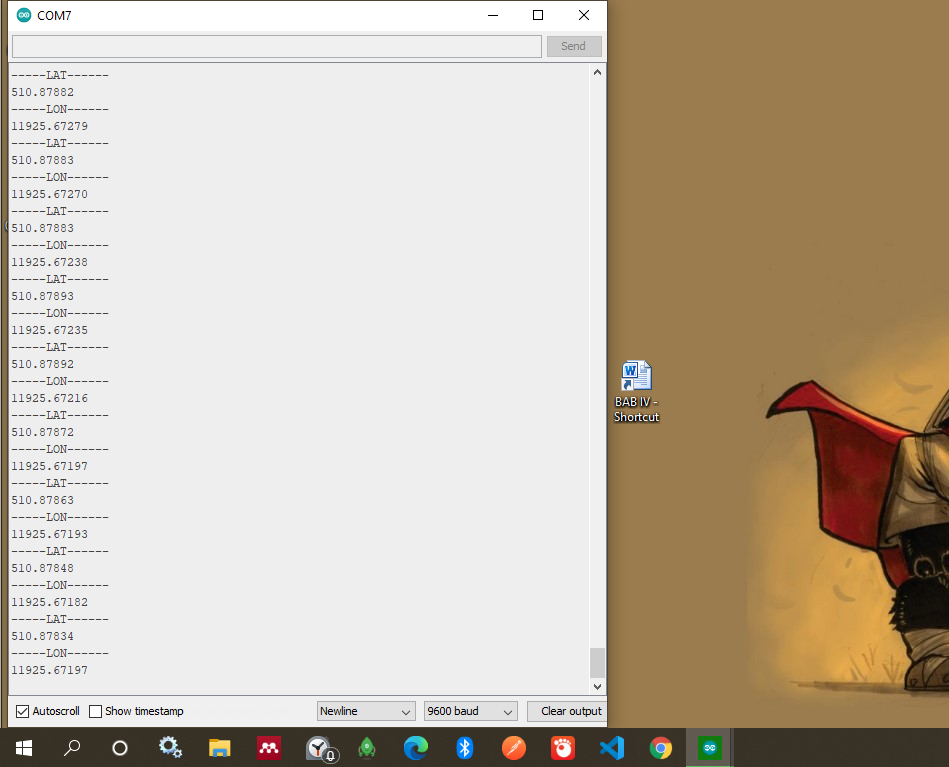 COM7
Send
-----LAT------
510.87882
-----LON------
11925.67279
-----LAT------
510.87883
-----LON------
11925.67270
-----LAT------
510.87883
-----LON------
11925.67238
-----LAT------
510.87893
-----LON------
11925.67235
-----LAT------
510.87892
-----LON------
11925.67216
-----LAT------
510.87872
-----LON------
11925.67197
-----LAT------
510.87863
-----LON------
11925.67193
-----LAT------
510.87848
-----LON------
11925.67182
-----LAT------
510.87834
-----LON------
11925.67197
BAB IV -
Shortcut
Autoscroll Show timestamp Newline 9600 baud Clear output